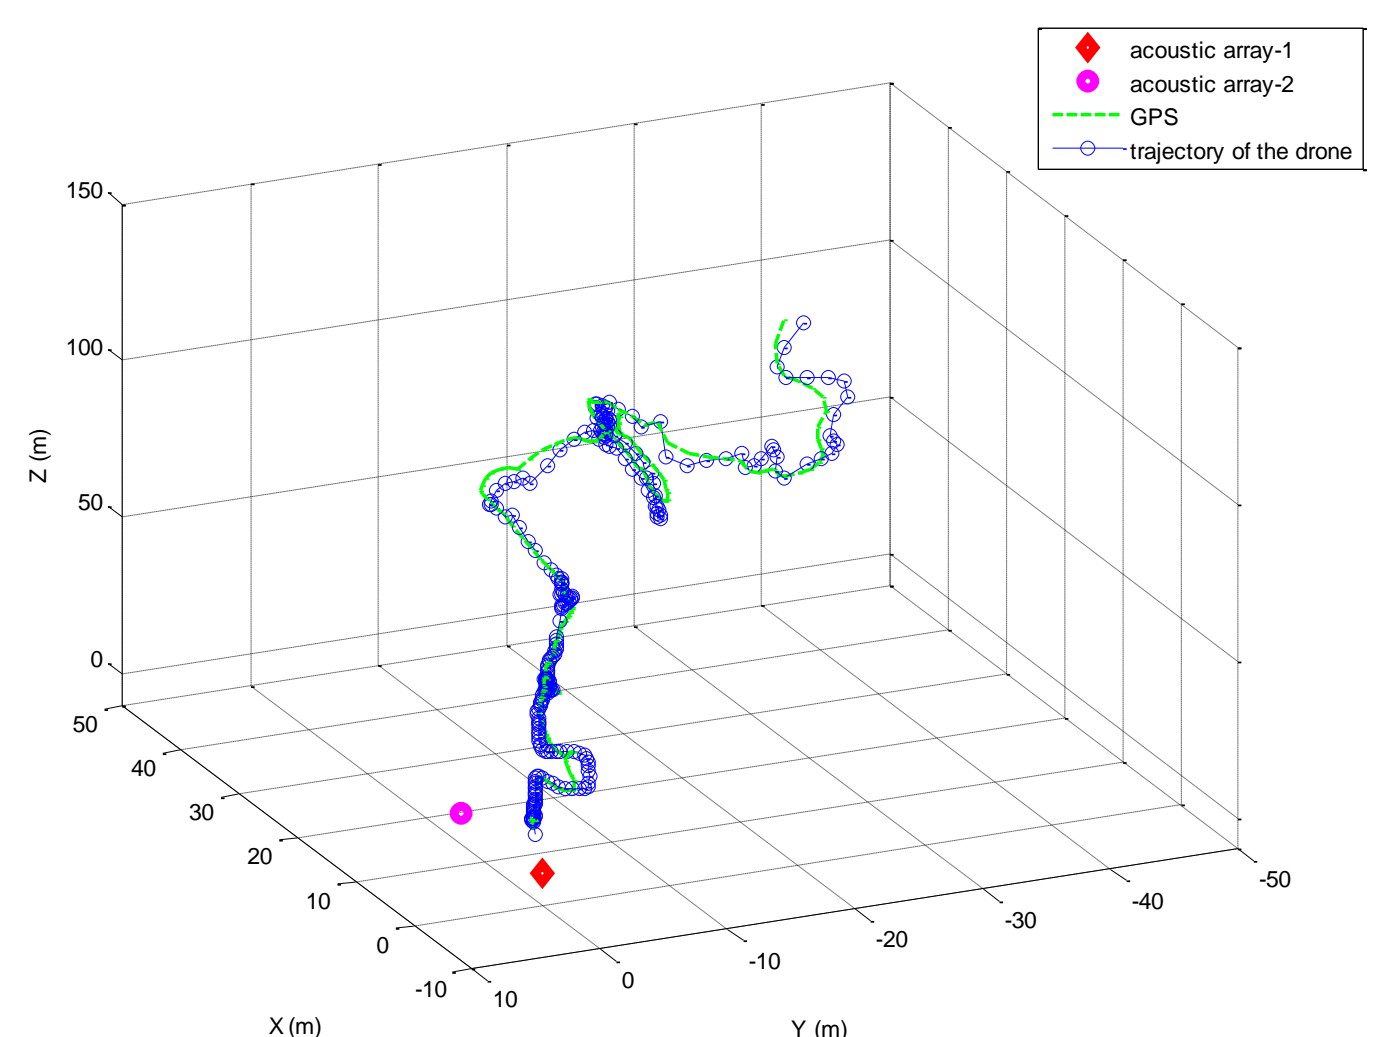 acoustic array-1
acoustic array-2
GPS
trajectory of the drone
150
100
50
0
Z (m)
50
40
30
20
10
0
-10
X (m)
10
0
-10
-20
-30
-40
-50
Y (m)